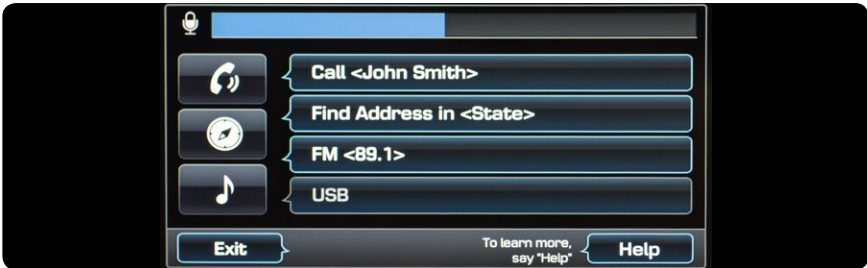 Call <John Smith>
Find Address in <State>
FM <89.1>
USB
Exit
To learn more,
say "Help"
Help